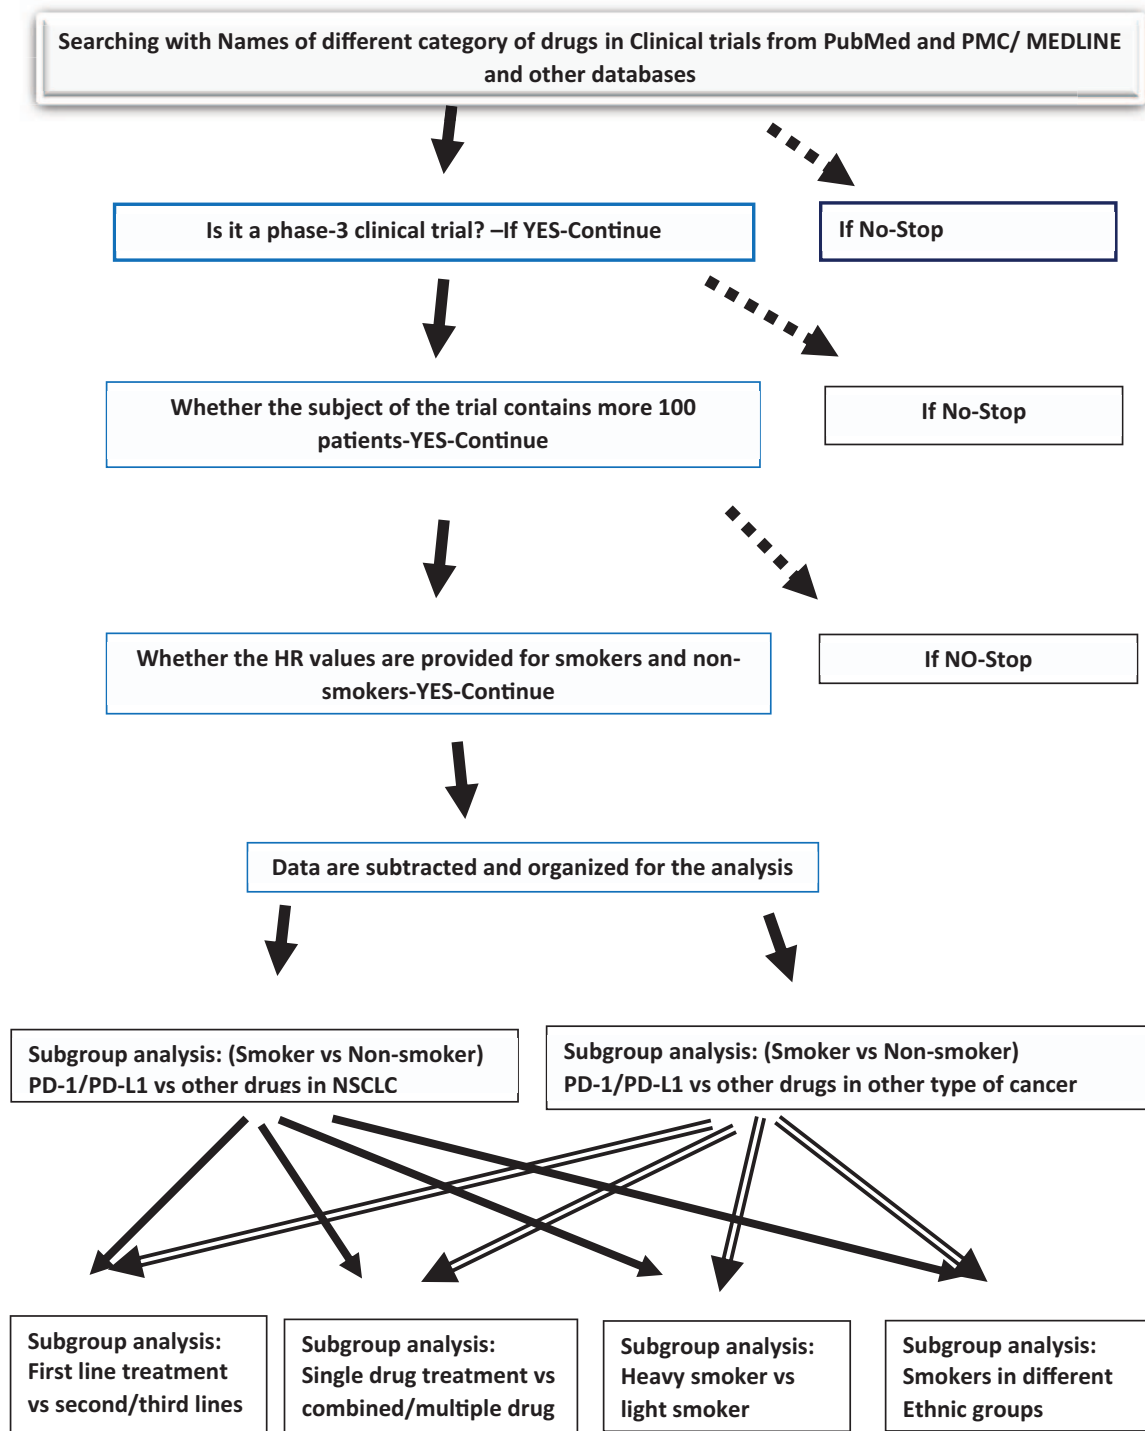 Searching with Names of different category of drugs in Clinical trials from PubMed and PMC/ MEDLINE
and other databases
Is it a phase-3 clinical trial? –If YES-Continue
If No-Stop
Whether the subject of the trial contains more 100
patients-YES-Continue
If No-Stop
Whether the HR values are provided for smokers and non-
smokers-YES-Continue
If NO-Stop
Data are subtracted and organized for the analysis
Subgroup analysis: (Smoker vs Non-smoker)
PD-1/PD-L1 vs other drugs in NSCLC
Subgroup analysis: (Smoker vs Non-smoker)
PD-1/PD-L1 vs other drugs in other type of cancer
Subgroup analysis:
First line treatment
vs second/third lines
Subgroup analysis:
Single drug treatment vs
combined/multiple drug
Subgroup analysis:
Heavy smoker vs
light smoker
Subgroup analysis:
Smokers in different
Ethnic groups